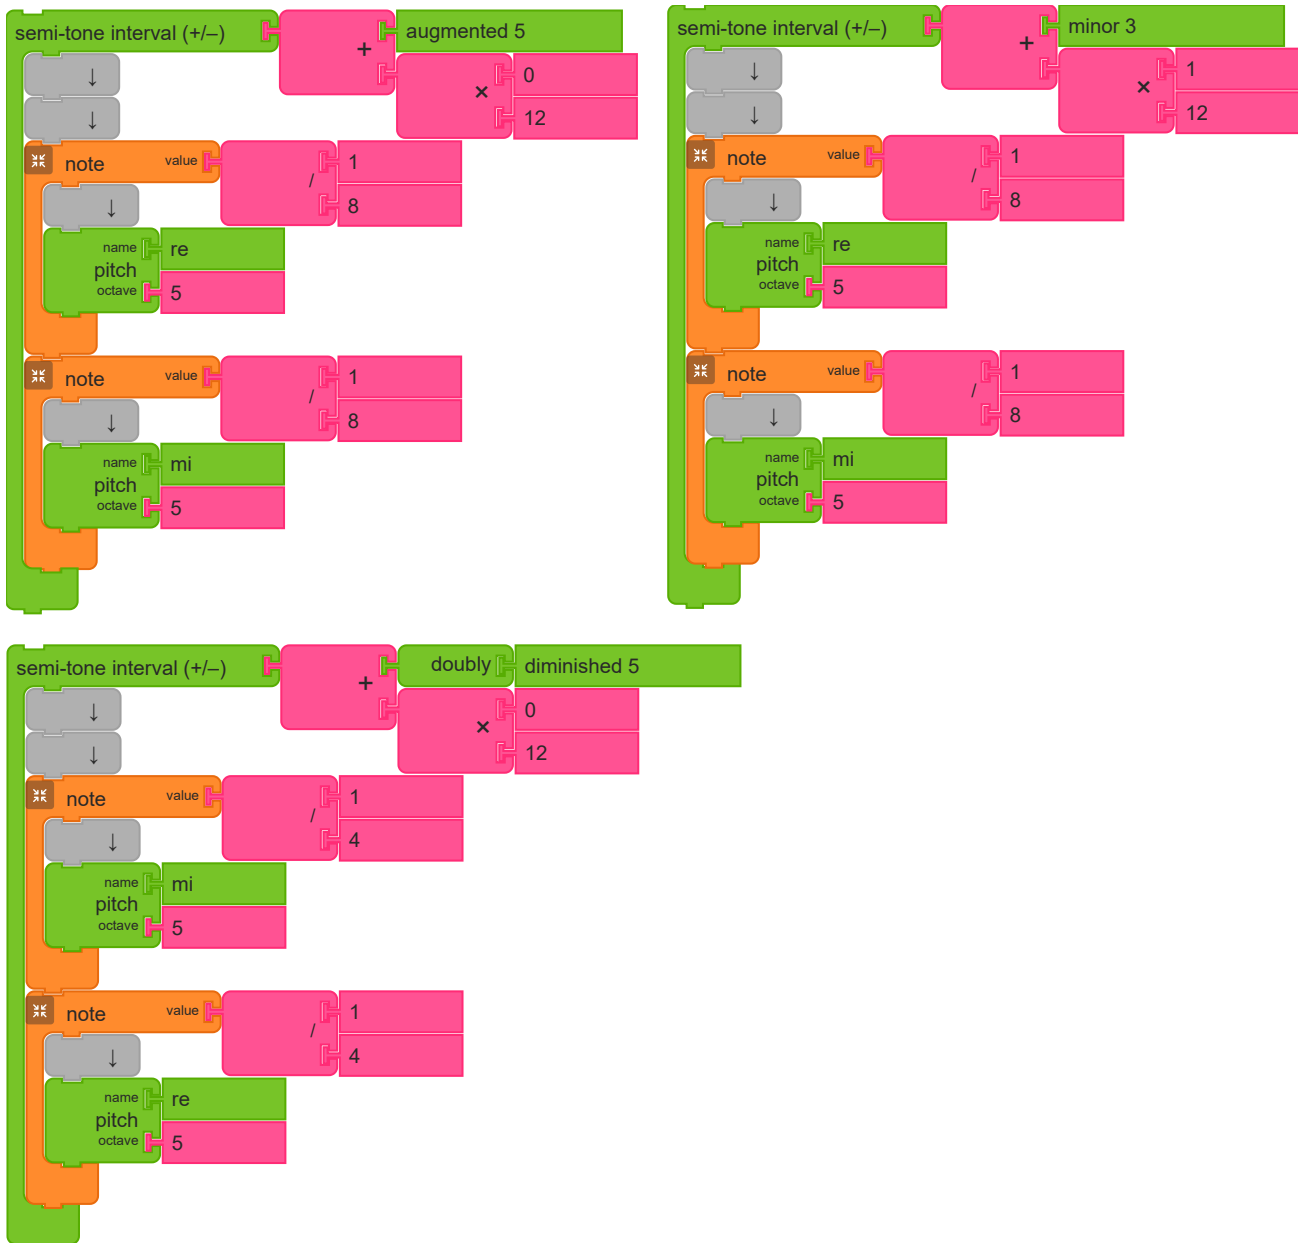 semi-tone interval (+/–) + augmented 5
↓ × 0
↓ 12
note value / 1
8
↓
name re
pitch
octave 5
note value / 1
8
↓
name mi
pitch
octave 5
semi-tone interval (+/–) + minor 3
↓ × 1
↓ 12
note value / 1
8
↓
name re
pitch
octave 5
note value / 1
8
↓
name mi
pitch
octave 5
semi-tone interval (+/–) + doubly diminished 5
↓ × 0
↓ 12
note value / 1
4
↓
name mi
pitch
octave 5
note value / 1
4
↓
name re
pitch
octave 5